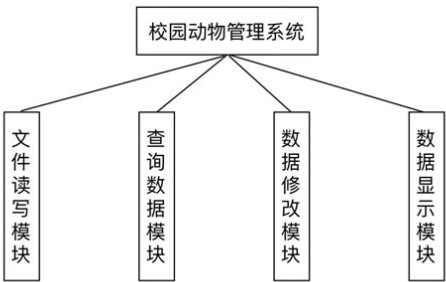 校园动物管理系统
文件读写模块
查询数据模块
数据修改模块
数据显示模块